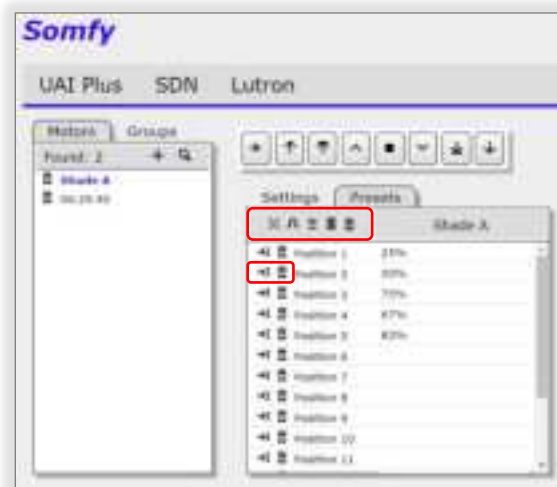 Somfy
UAI Plus SDN Lutron
Motors Groups
Found: 2
Shade A
Settings Presets
Shade A
Position 1 25%
Position 2 50%
Position 3 75%
Position 4 67%
Position 5
Position 6
Position 7
Position 8
Position 9
Position 10
Position 11